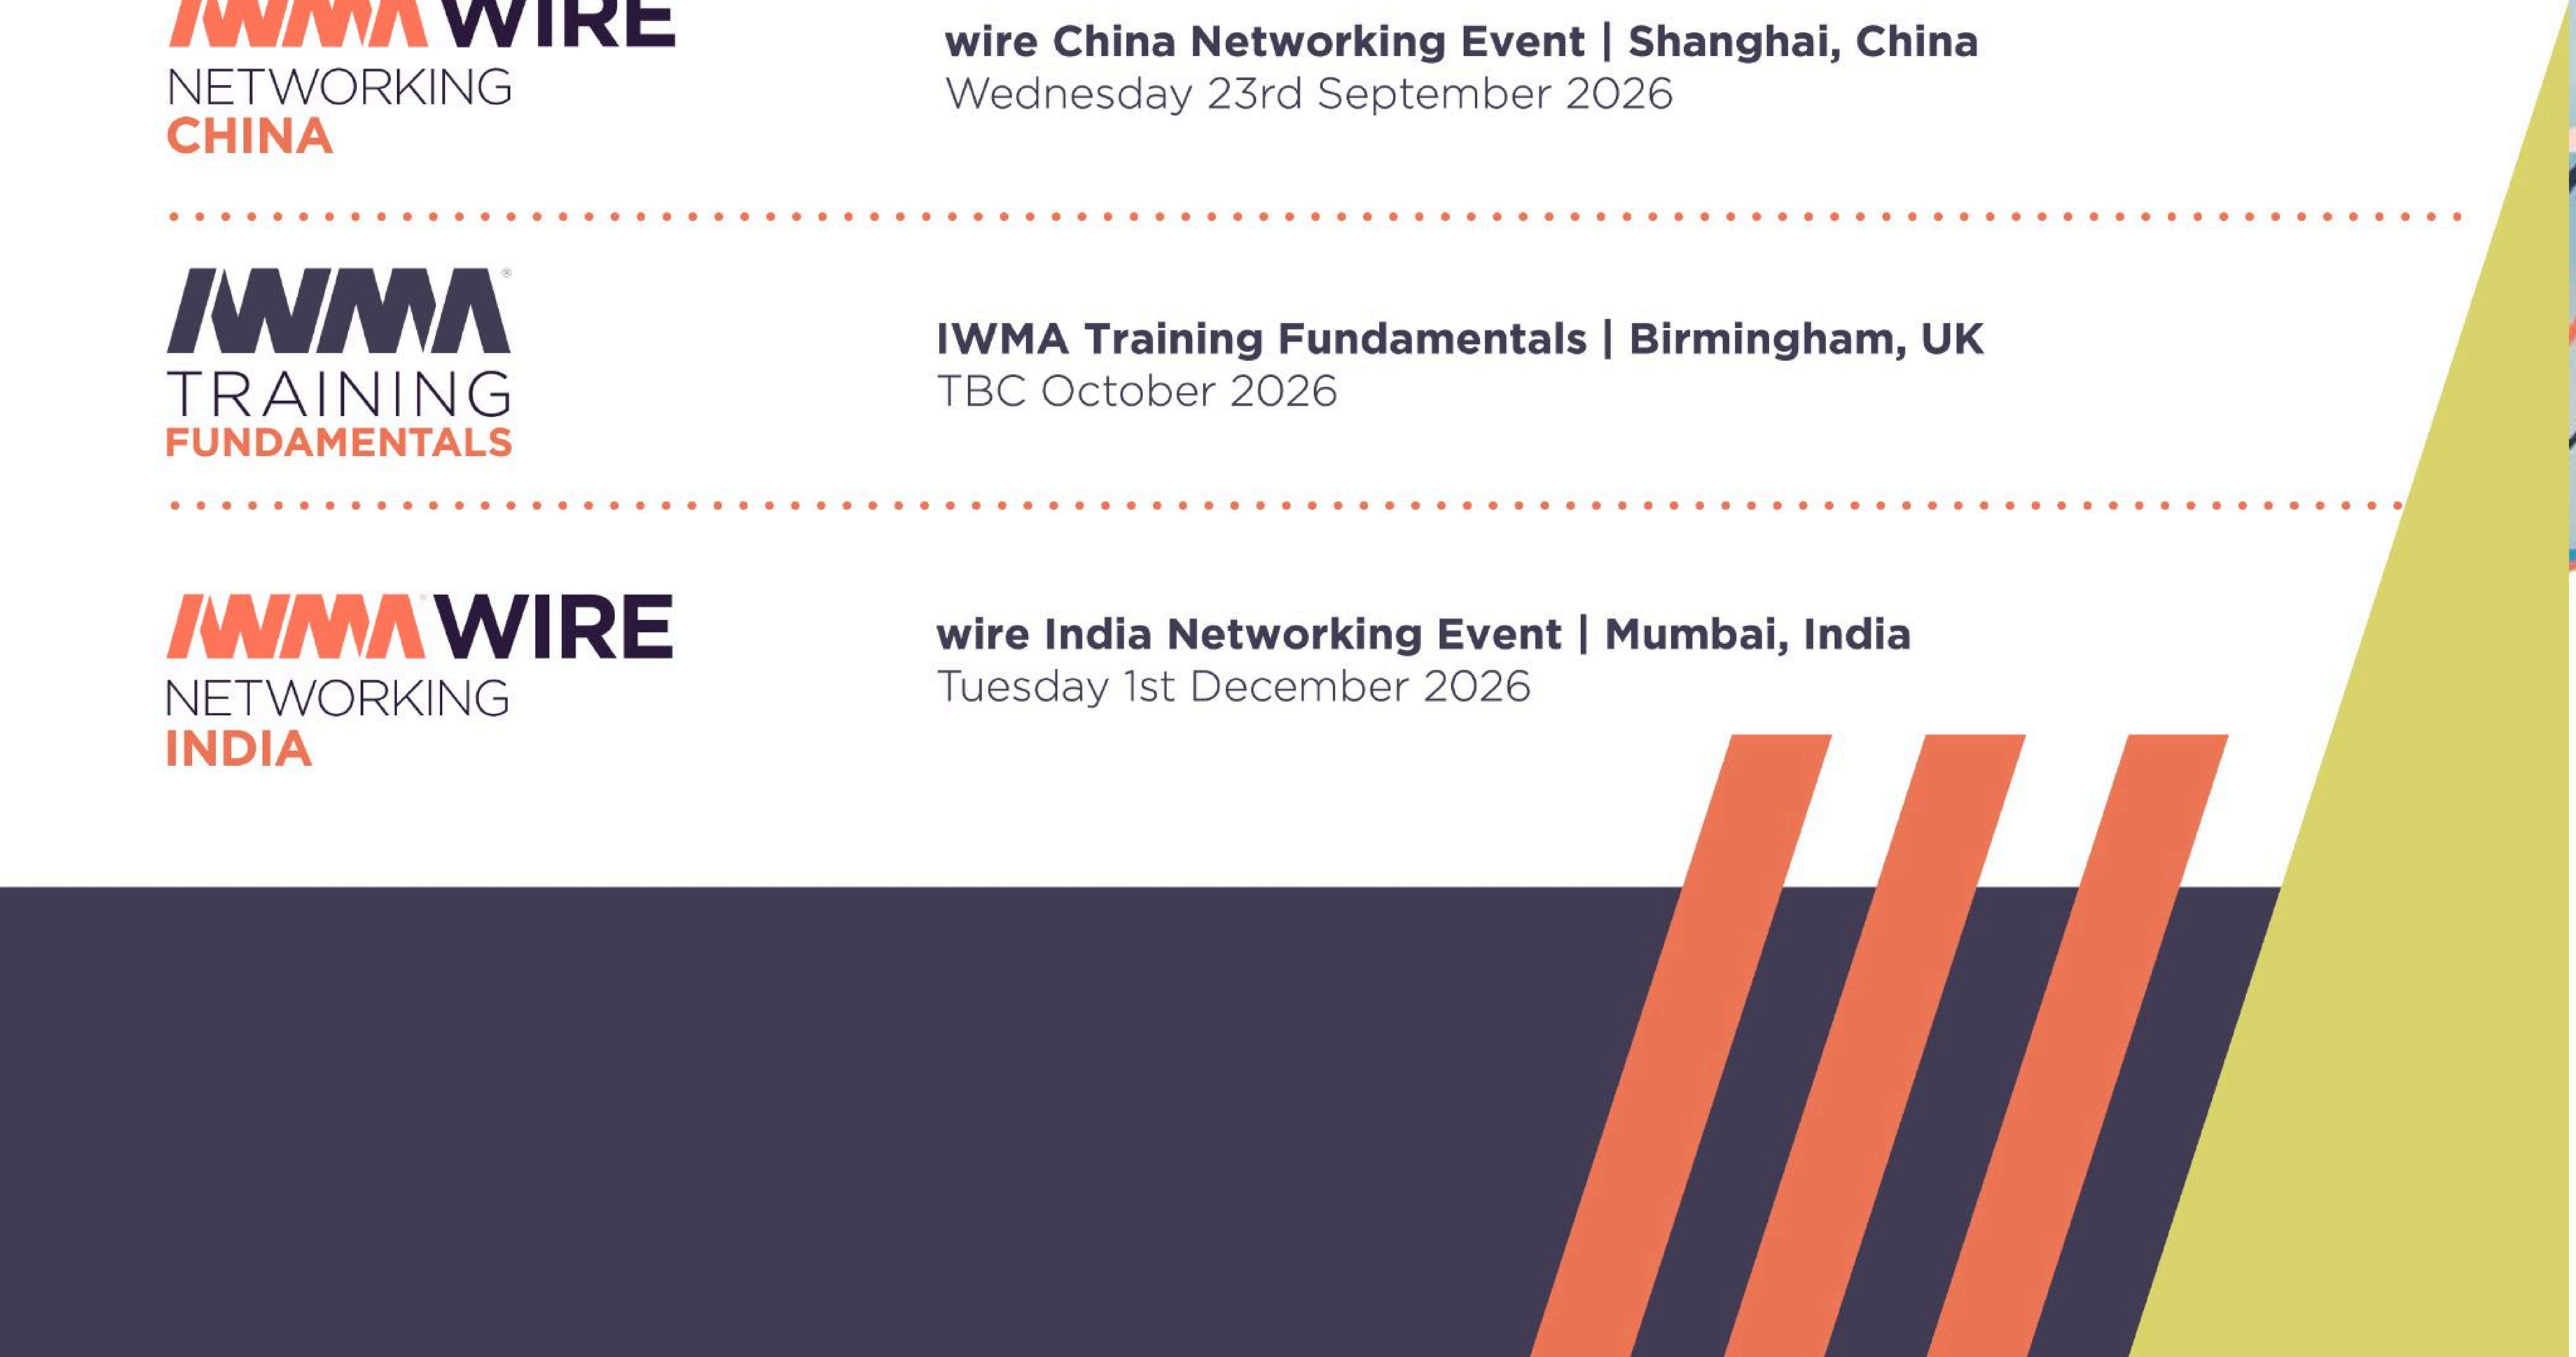 IWMA WIRE
NETWORKING
CHINA
wire China Networking Event | Shanghai, China
Wednesday 23rd September 2026
IWMA®
TRAINING
FUNDAMENTALS
IWMA Training Fundamentals | Birmingham, UK
TBC October 2026
IWMA WIRE
NETWORKING
INDIA
wire India Networking Event | Mumbai, India
Tuesday 1st December 2026